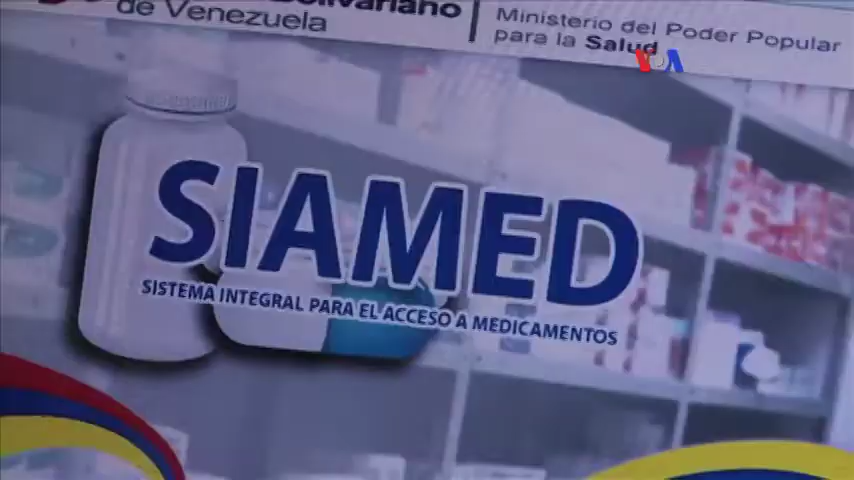 Bolivariano
de Venezuela
Ministerio del Poder Popular
para la Salud
VOA
SIAMED
SISTEMA INTEGRAL PARA EL ACCESO A MEDICAMENTOS